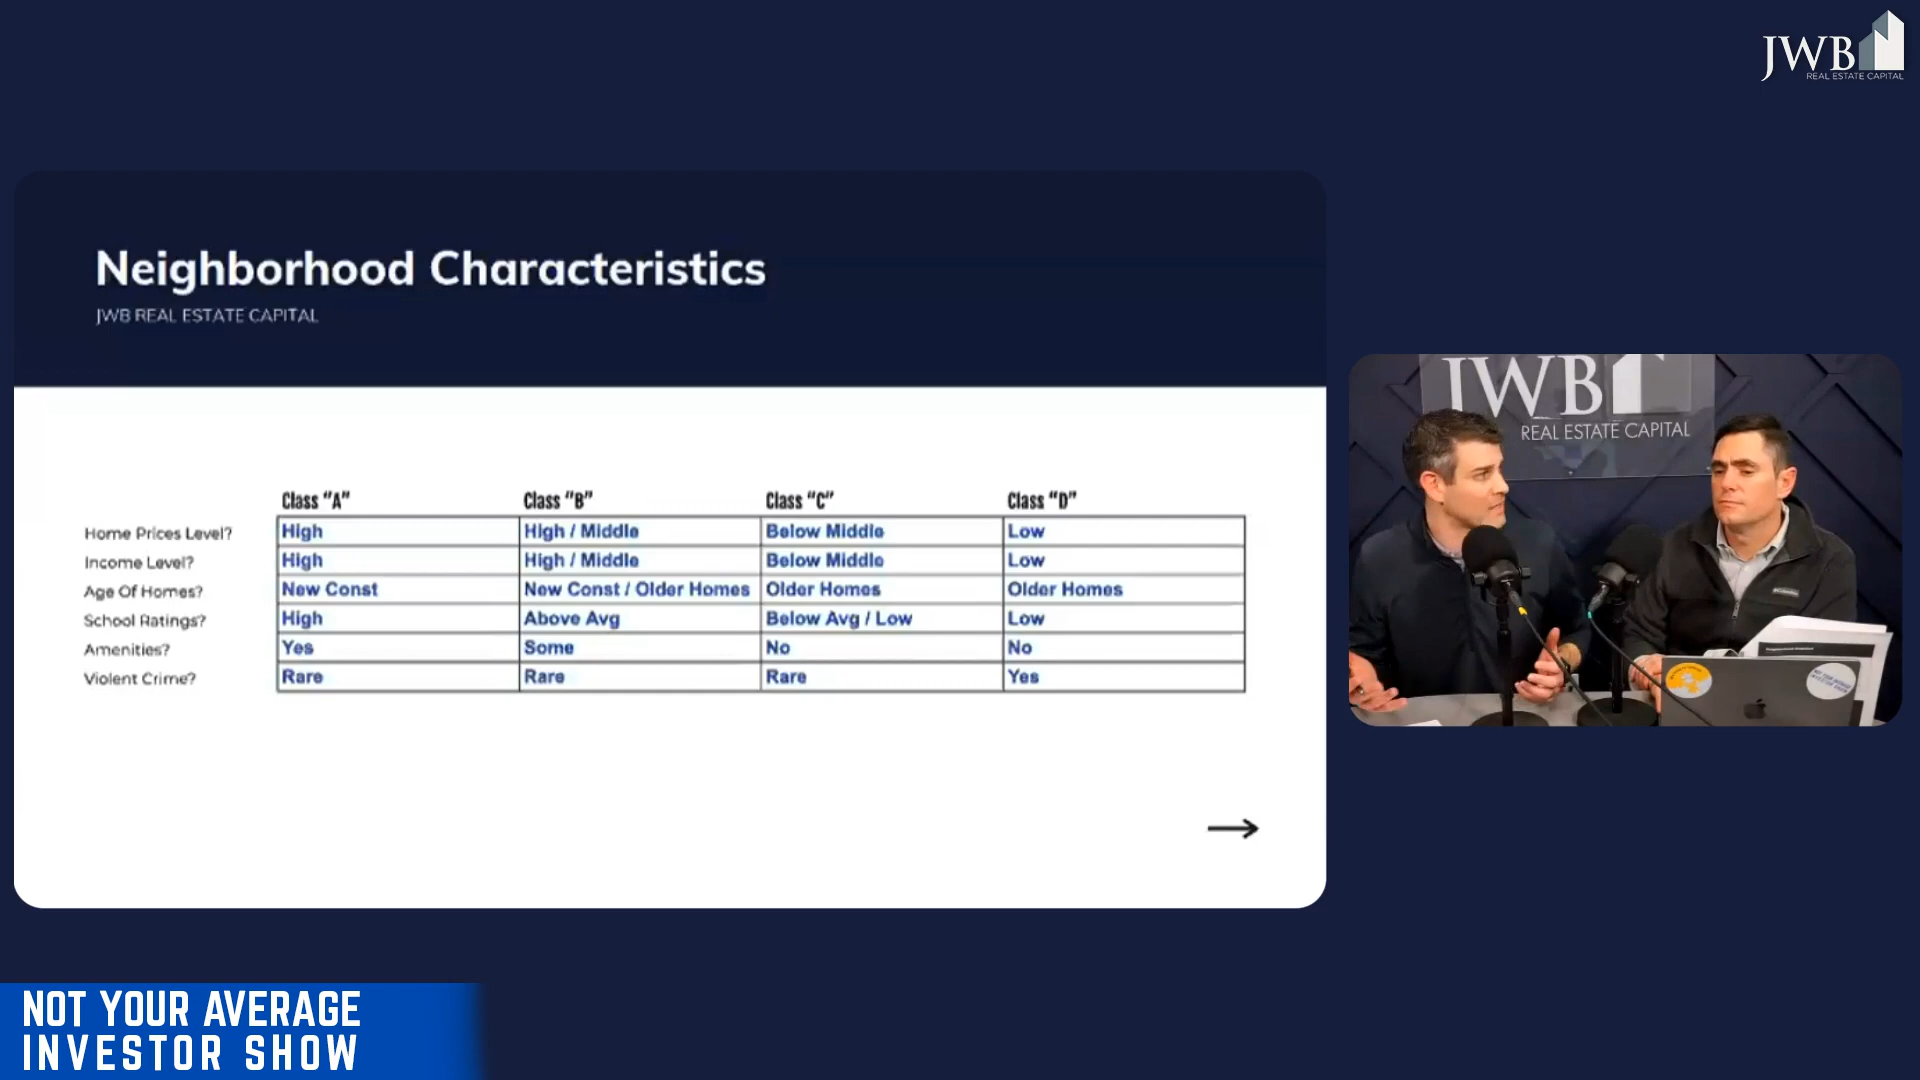 JWB
REAL ESTATE CAPITAL
Neighborhood Characteristics
JWB REAL ESTATE CAPITAL
Class "A" Class "B" Class "C" Class "D"
Home Prices Level? High High / Middle Below Middle Low
Income Level? High High / Middle Below Middle Low
Age Of Homes? New Const New Const / Older Homes Older Homes Older Homes
School Ratings? High Above Avg Below Avg / Low Low
Amenities? Yes Some No No
Violent Crime? Rare Rare Rare Yes
JWB
REAL ESTATE CAPITAL
NOT YOUR AVERAGE
INVESTOR SHOW